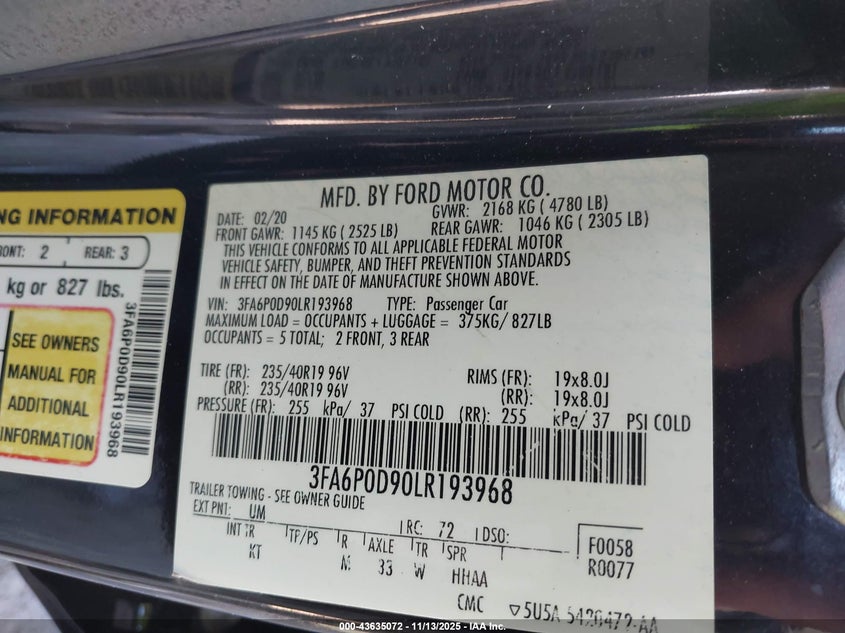 NG INFORMATION
RONT: 2 REAR: 3
kg or 827 lbs.
SEE OWNERS
MANUAL FOR
ADDITIONAL
INFORMATION
3FA6P0D90LR193968
MFD. BY FORD MOTOR CO.
DATE: 02/20 GVWR: 2168 KG ( 4780 LB)
FRONT GAWR: 1145 KG ( 2525 LB) REAR GAWR: 1046 KG ( 2305 LB)
THIS VEHICLE CONFORMS TO ALL APPLICABLE FEDERAL MOTOR
VEHICLE SAFETY, BUMPER, AND THEFT PREVENTION STANDARDS
IN EFFECT ON THE DATE OF MANUFACTURE SHOWN ABOVE.
VIN: 3FA6P0D90LR193968 TYPE: Passenger Car
MAXIMUM LOAD = OCCUPANTS + LUGGAGE = 375KG/ 827LB
OCCUPANTS = 5 TOTAL; 2 FRONT, 3 REAR
TIRE (FR): 235/40R19 96V RIMS (FR): 19x8.0J
(RR): 235/40R19 96V (RR): 19x8.0J
PRESSURE (FR): 255 kPa/ 37 PSI COLD (RR): 255 kPa/ 37 PSI COLD
3FA6P0D90LR193968
TRAILER TOWING - SEE OWNER GUIDE
EXT PNT: UM RC: 72 DSO: F0058
INT TR TP/PS R AXLE TR SPR R0077
KT M 33 W HHAA
CMC ▽5U5A 5420472-AA
000-43635072 — 11/13/2025 — IAA Inc.